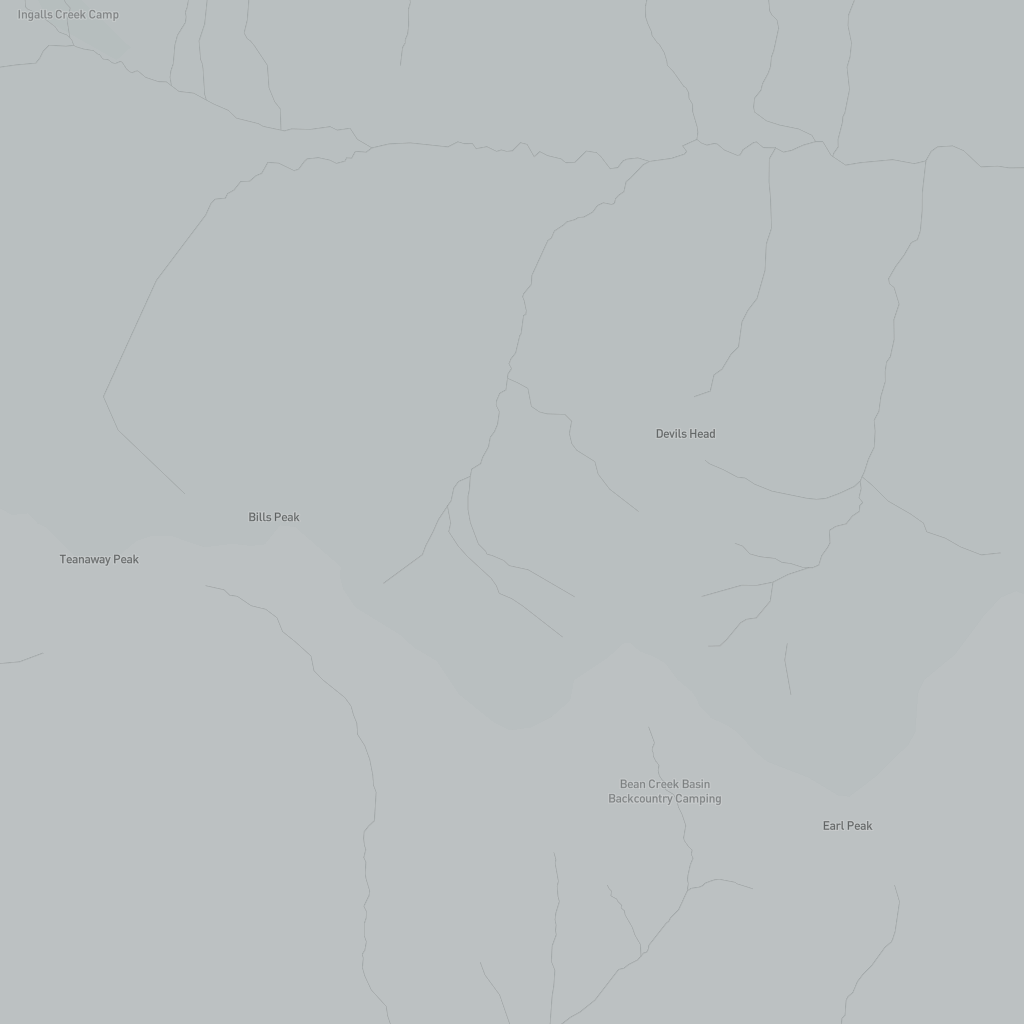 Ingalls Creek Camp
Devils Head
Bills Peak
Teanaway Peak
Bean Creek Basin
Backcountry Camping
Earl Peak